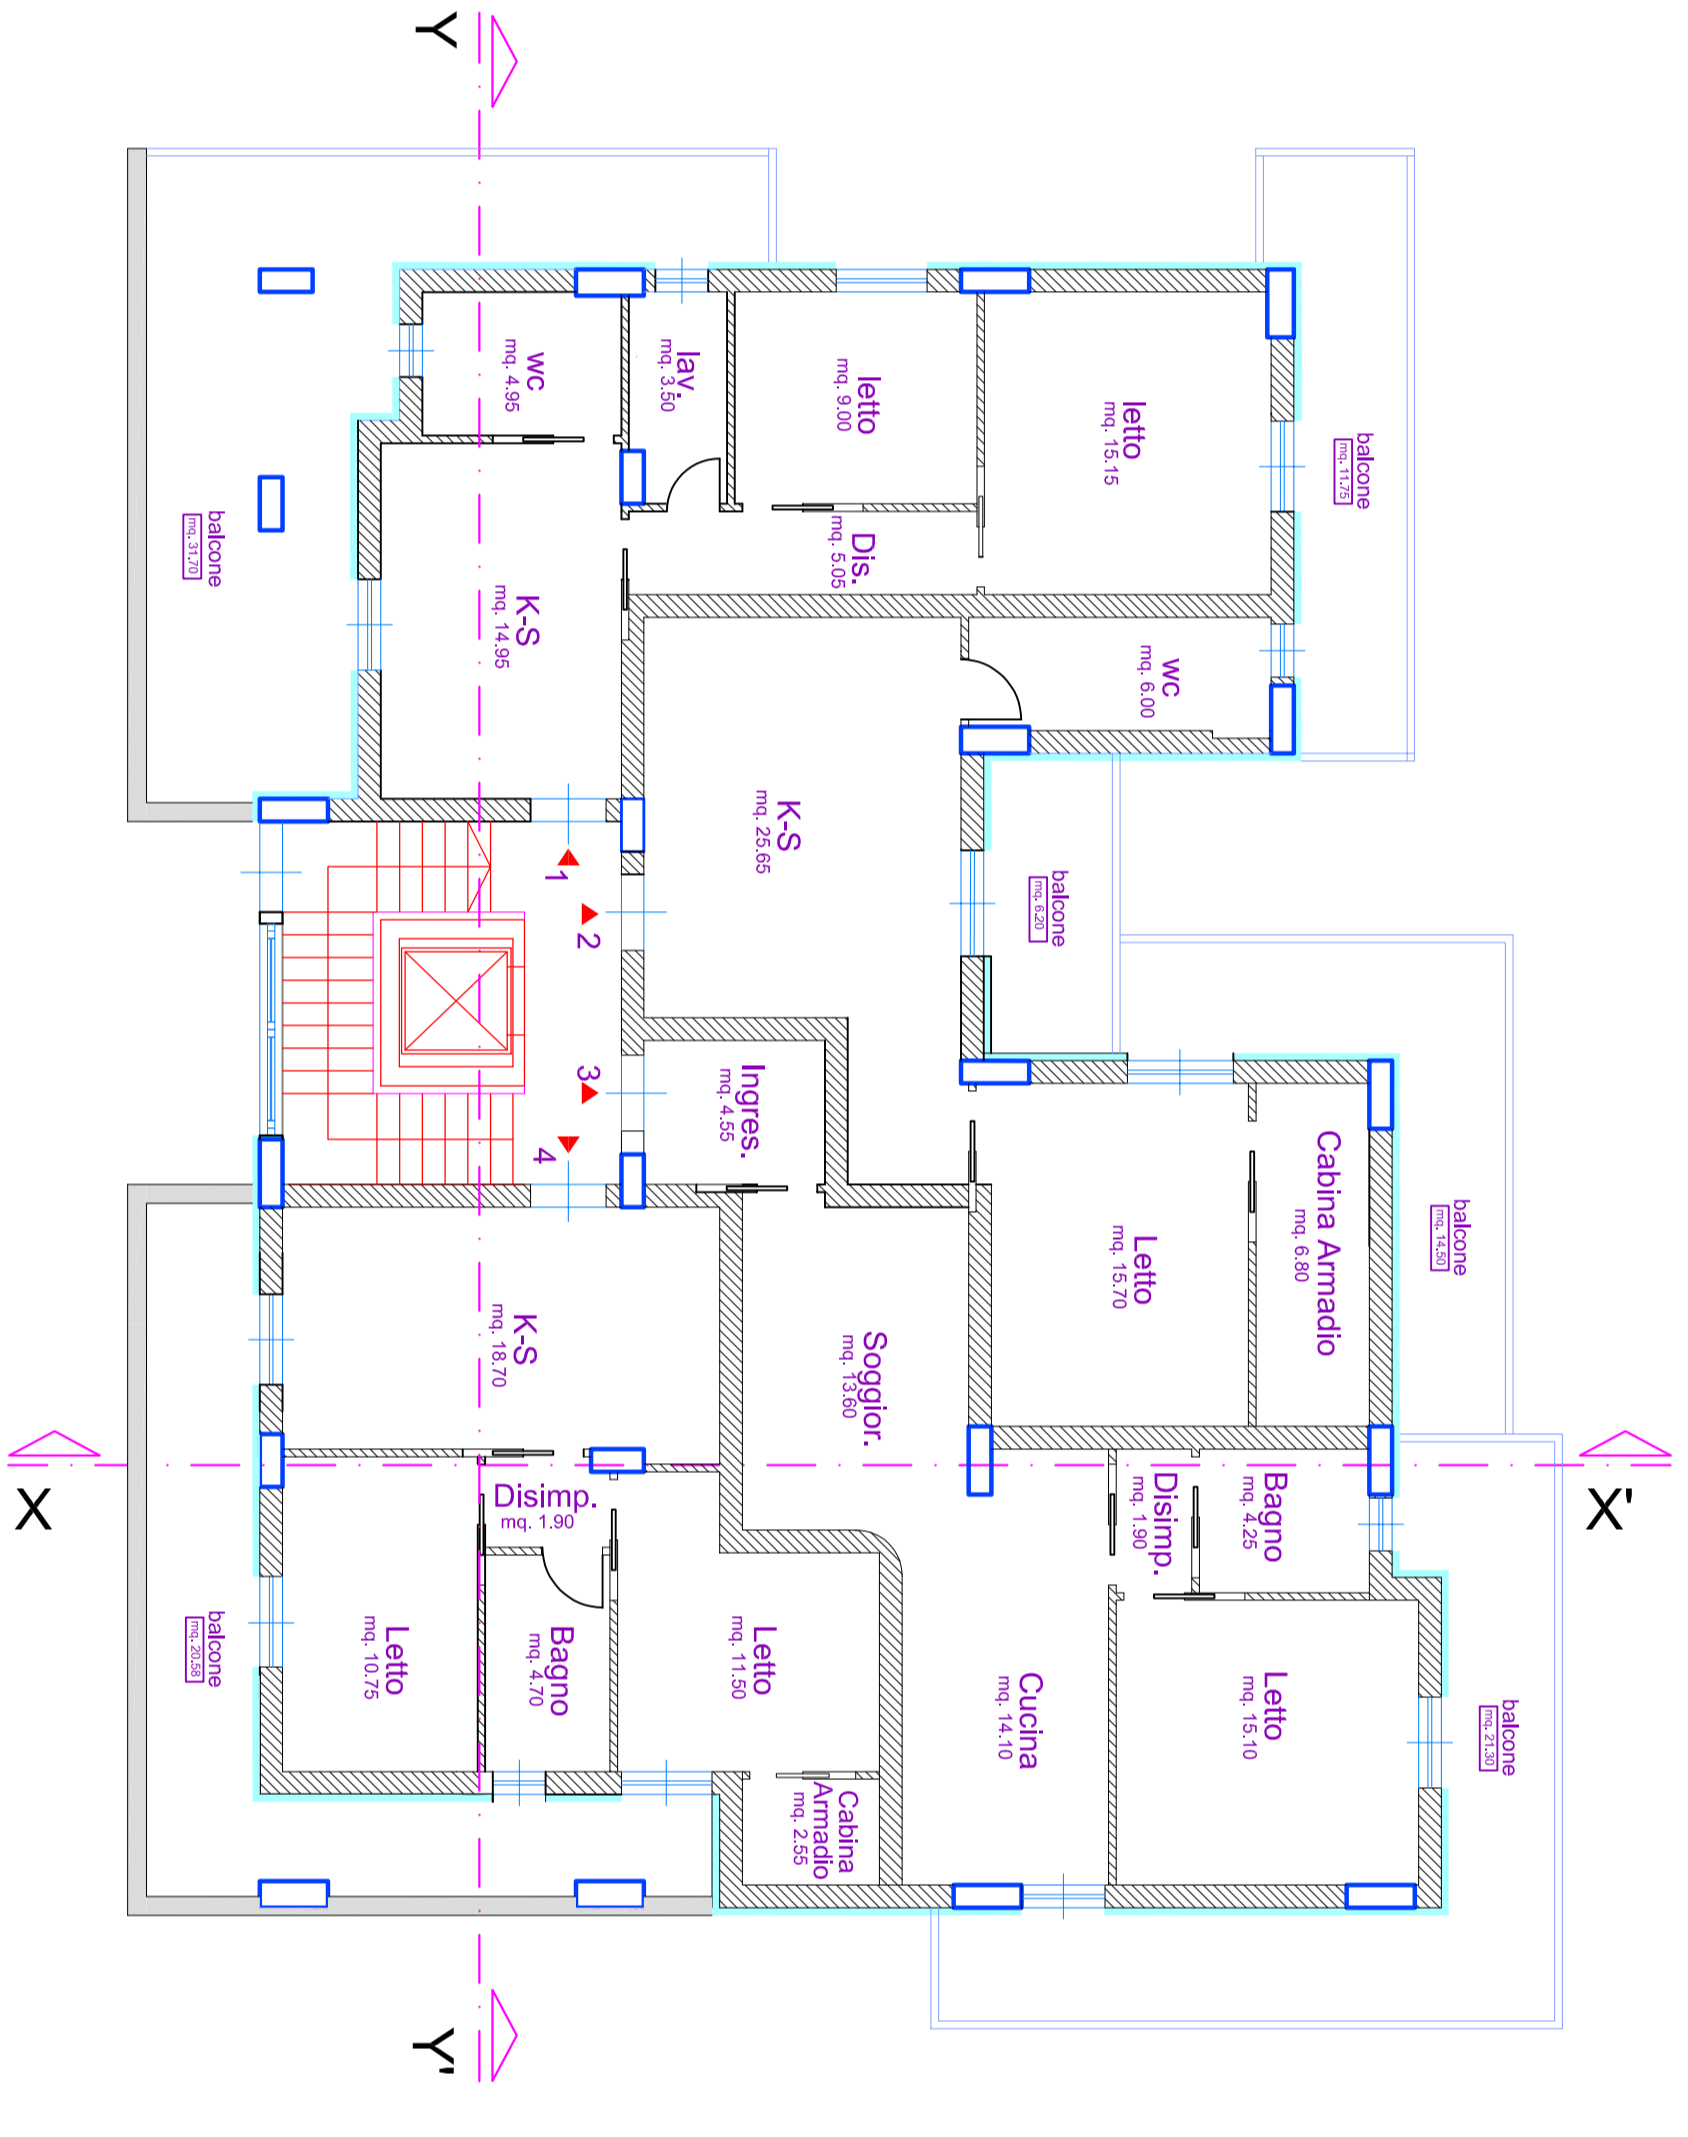 Y
balcone
mq. 11.75
letto
mq. 15.15
letto
mq. 9.00
lav.
mq. 3.50
wc
mq. 4.95
Dis.
mq. 5.05
balcone
mq. 31.70
K-S
mq. 14.95
wc
mq. 6.00
K-S
mq. 25.65
balcone
mq. 6.20
1
2
3
4
Ingres.
mq. 4.55
Cabina Armadio
mq. 6.80
Letto
mq. 15.70
balcone
mq. 14.50
K-S
mq. 18.70
Soggior.
mq. 13.60
X
X'
Disimp.
mq. 1.90
Disimp.
mq. 1.90
Bagno
mq. 4.25
balcone
mq. 20.58
Letto
mq. 10.75
Bagno
mq. 4.70
Letto
mq. 11.50
Cucina
mq. 14.10
Letto
mq. 15.10
balcone
mq. 21.30
Cabina
Armadio
mq. 2.55
Y'